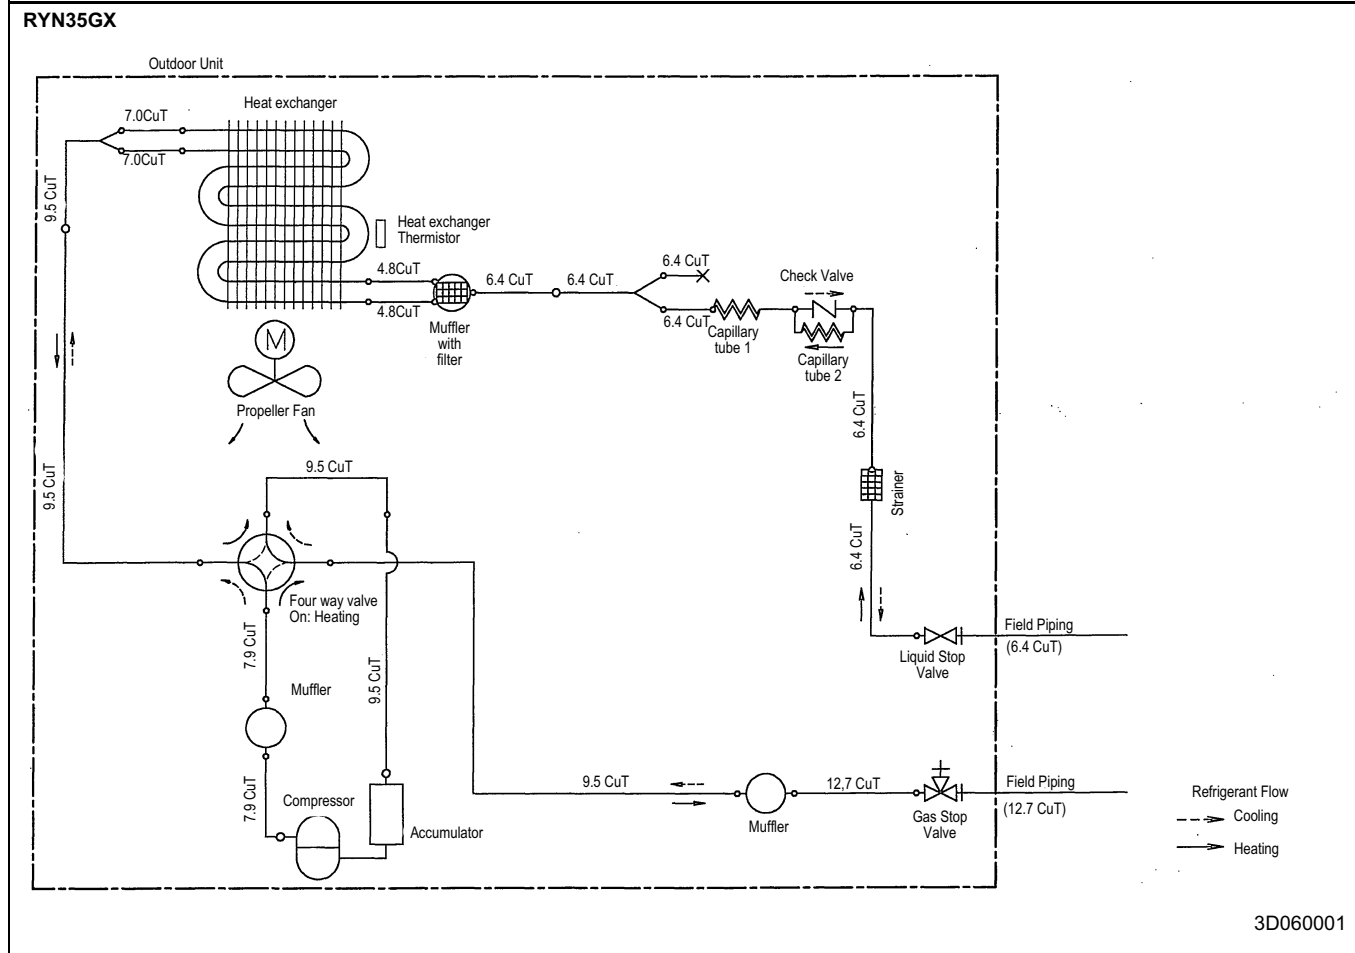 RYN35GX
Outdoor Unit
Heat exchanger
7.0CuT
7.0CuT
9.5 CuT
Heat exchanger
Thermistor
4.8CuT
4.8CuT
6.4 CuT
6.4 CuT
6.4 CuT
6.4 CuT
Check Valve
Muffler
with
filter
Capillary
tube 1
Capillary
tube 2
M
Propeller Fan
6.4 CuT
9.5 CuT
9.5 CuT
Strainer
6.4 CuT
Four way valve
On: Heating
7.9 CuT
9.5 CuT
Muffler
Liquid Stop
Valve
Field Piping
(6.4 CuT)
7.9 CuT
Compressor
Accumulator
9.5 CuT
Muffler
12,7 CuT
Gas Stop
Valve
Field Piping
(12.7 CuT)
Refrigerant Flow
Cooling
Heating
3D060001